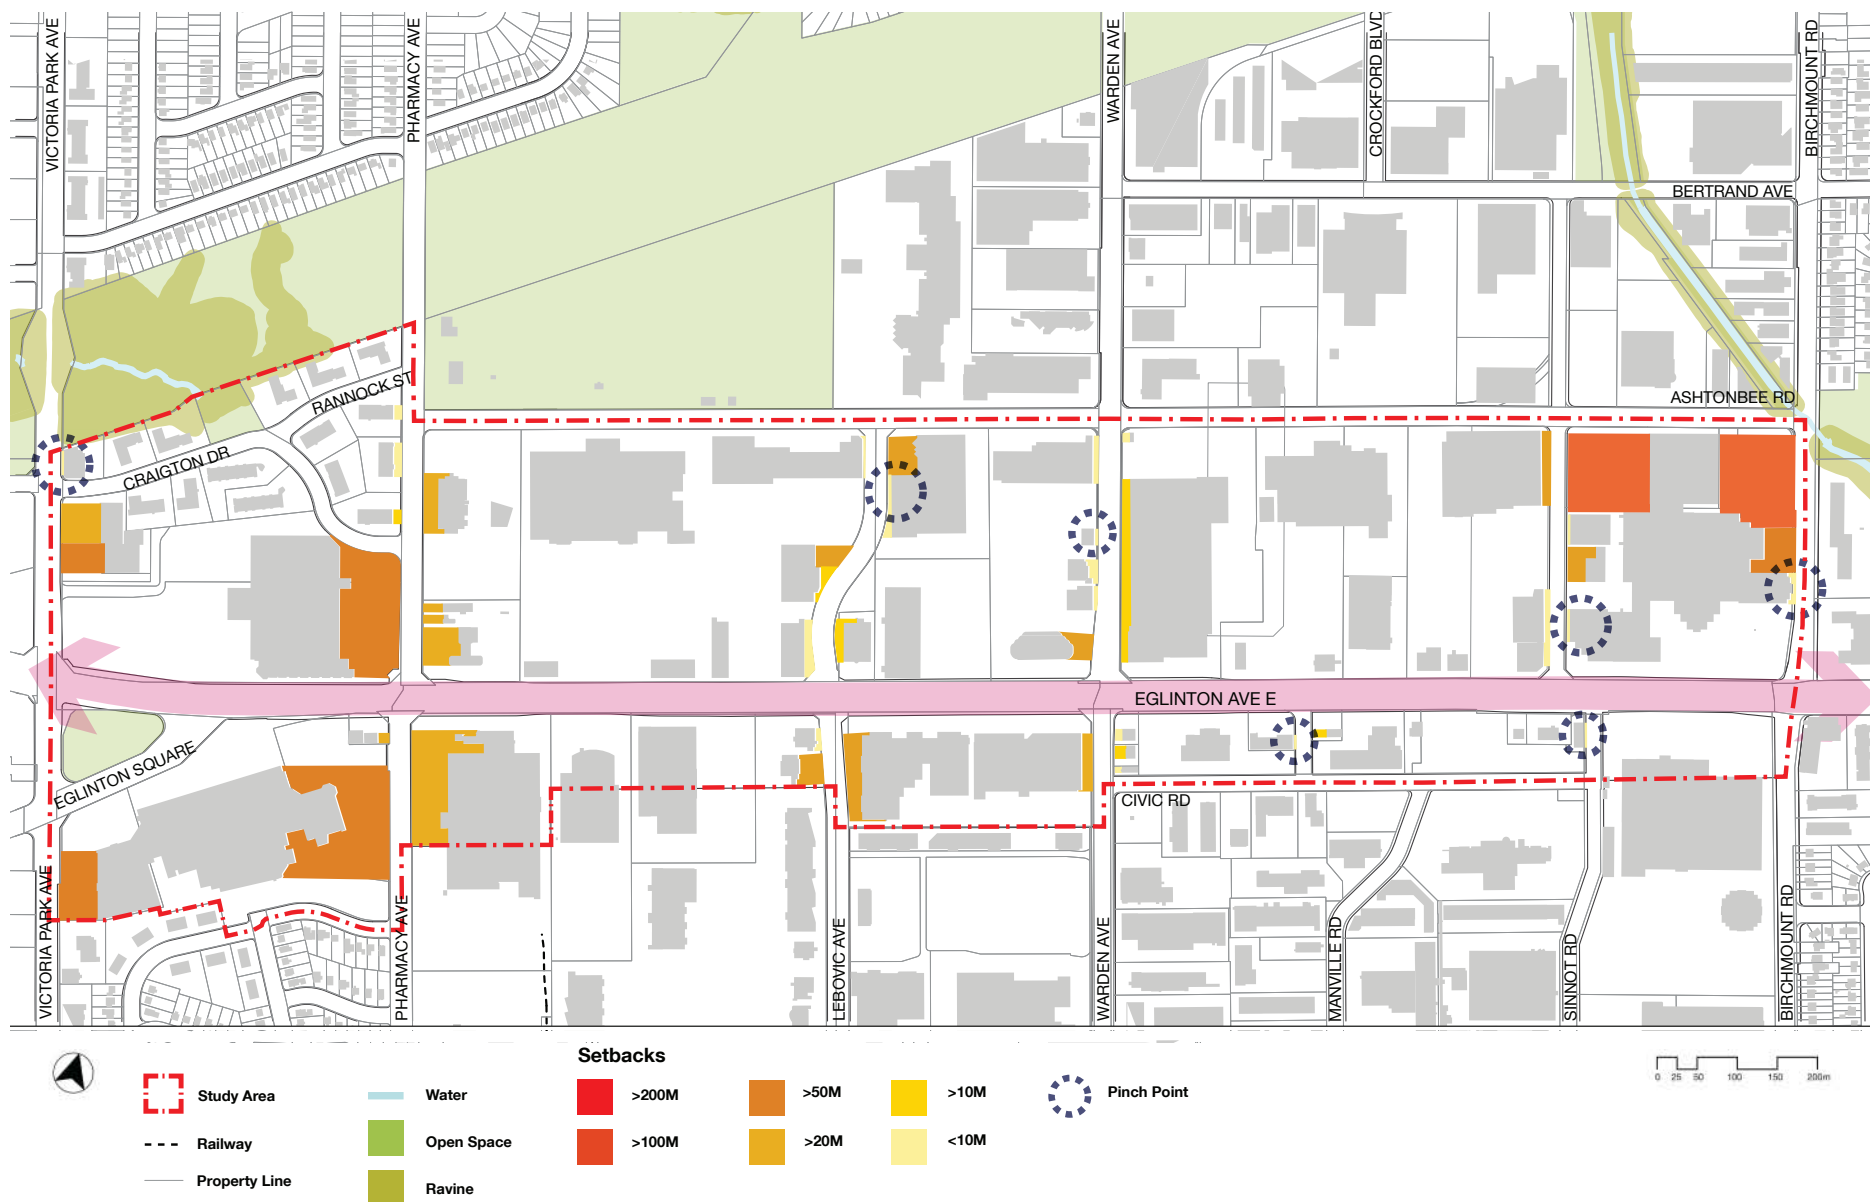 VICTORIA PARK AVE
PHARMACY AVE
WARDEN AVE
CROCKFORD BLVD
BIRCHMOUNT RD
BERTRAND AVE
RANNOCK ST
ASHTONBEE RD
CRAIGTON DR
EGLINTON AVE E
EGLINTON SQUARE
CIVIC RD
VICTORIA PARK AVE
PHARMACY AVE
LEBOVIC AVE
WARDEN AVE
MANVILLE RD
SINNOT RD
BIRCHMOUNT RD
Setbacks
Study Area
Water
>200M
>50M
>10M
Pinch Point
Railway
Open Space
>100M
>20M
<10M
Property Line
Ravine
0 25 50 100 150 200m